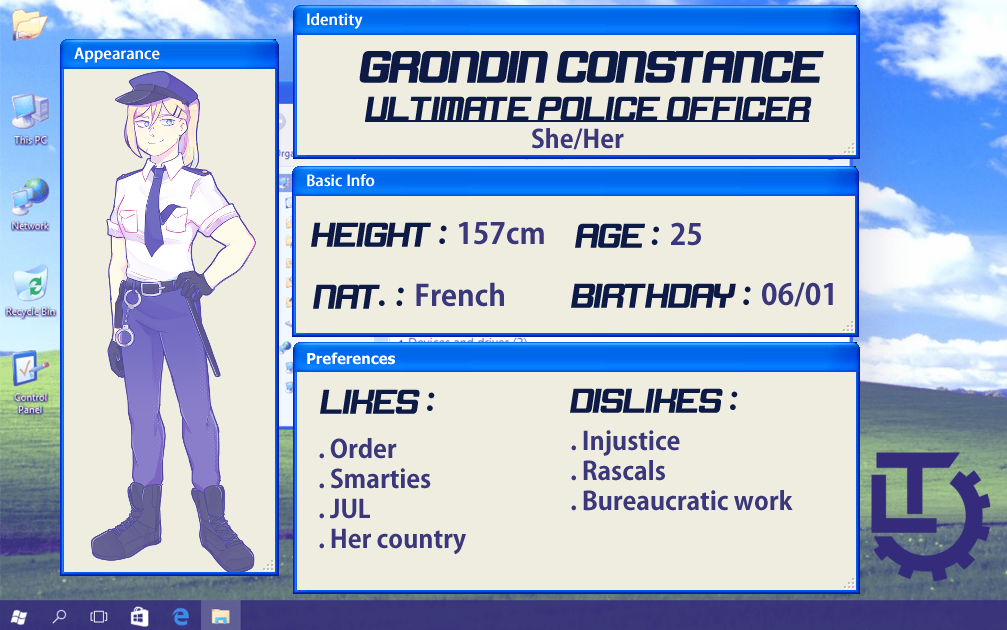 Identity
GRONDIN CONSTANCE
ULTIMATE POLICE OFFICER
She/Her
Appearance
Basic Info
HEIGHT : 157cm
AGE : 25
NAT. : French
BIRTHDAY : 06/01
Preferences
LIKES :
. Order
. Smarties
. JUL
. Her country
DISLIKES :
. Injustice
. Rascals
. Bureaucratic work
This PC
Network
Recycle Bin
Control
Panel
LT